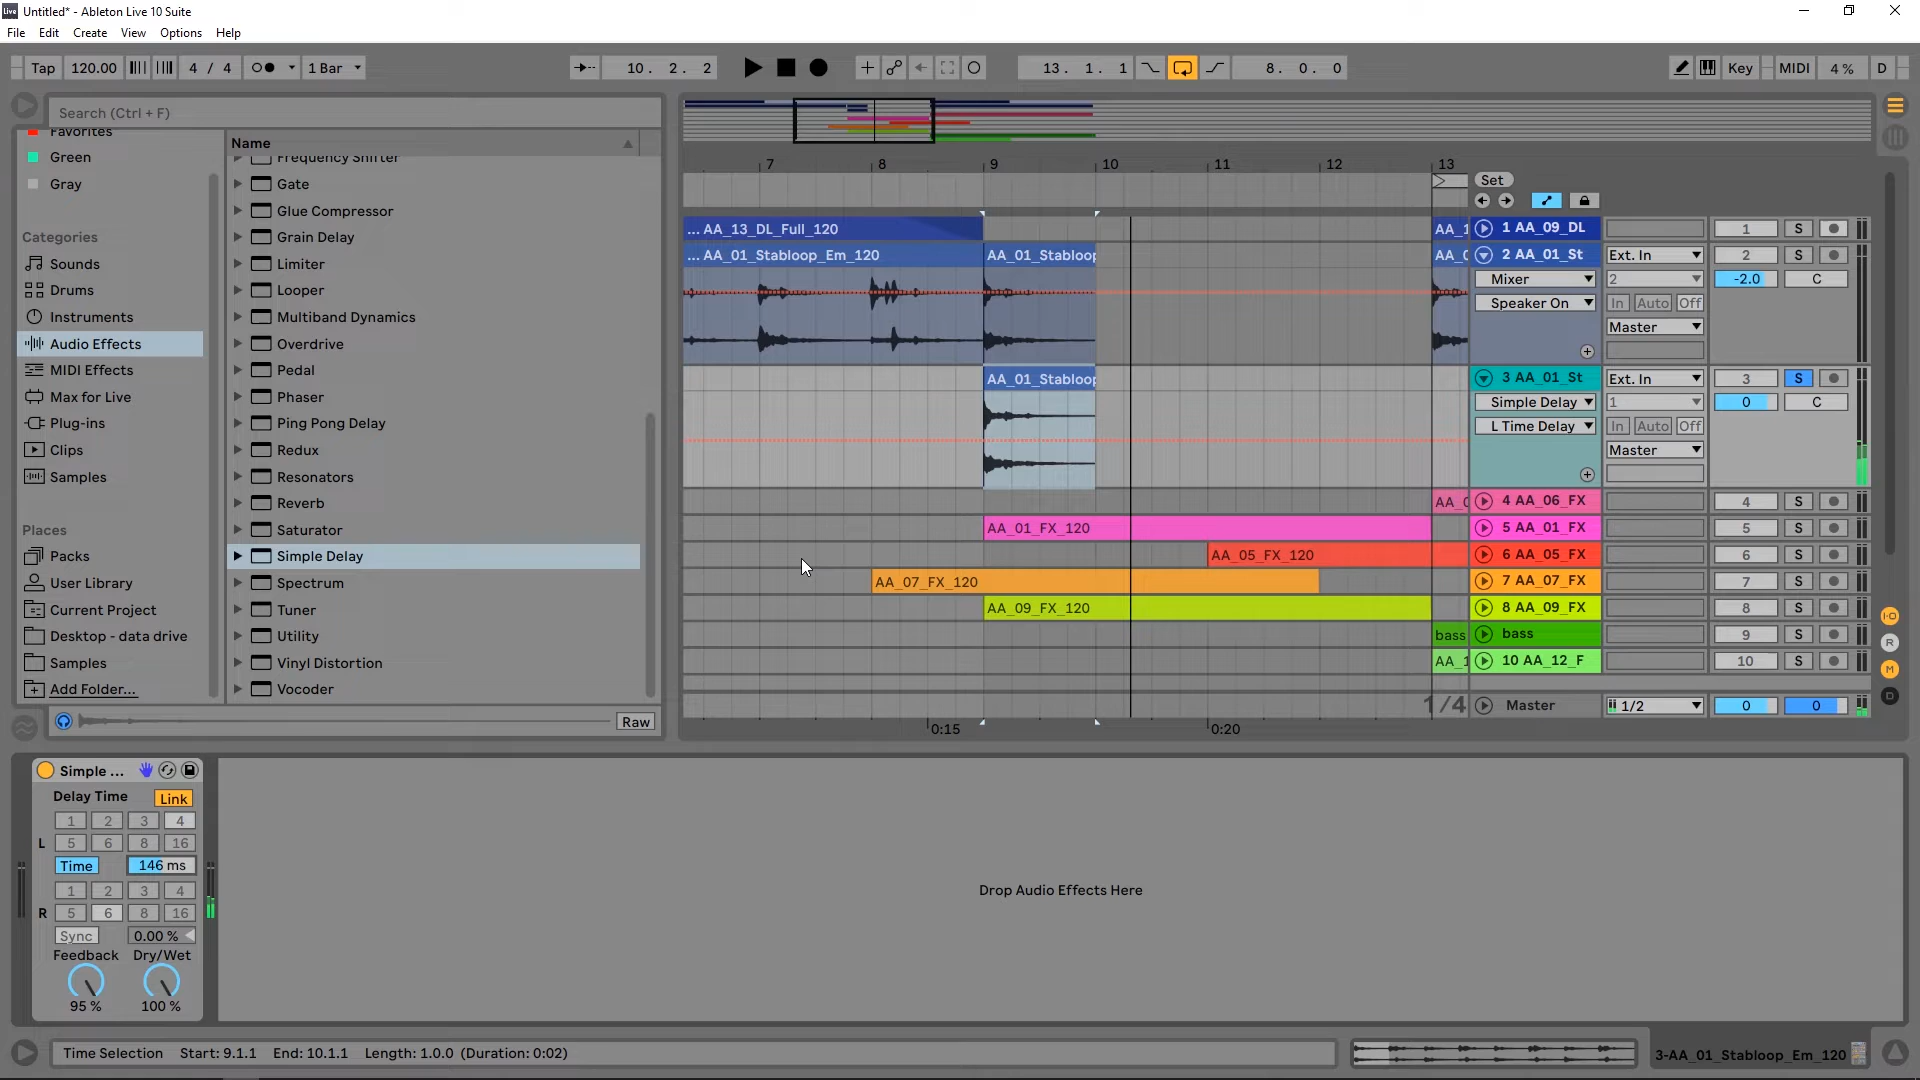 Live Untitled* - Ableton Live 10 Suite
File Edit Create View Options Help
Tap 120.00 4 / 4 1 Bar 10. 2. 2 13. 1. 1 8. 0. 0 Key MIDI 4 % D
Search (Ctrl + F)
Favorites
Green
Gray
Categories
Sounds
Drums
Instruments
Audio Effects
MIDI Effects
Max for Live
Plug-ins
Clips
Samples
Places
Packs
User Library
Current Project
Desktop - data drive
Samples
Add Folder...
Name
Frequency Shifter
Gate
Glue Compressor
Grain Delay
Limiter
Looper
Multiband Dynamics
Overdrive
Pedal
Phaser
Ping Pong Delay
Redux
Resonators
Reverb
Saturator
Simple Delay
Spectrum
Tuner
Utility
Vinyl Distortion
Vocoder
Raw
7 8 9 10 11 12 13
Set
... AA_13_DL_Full_120 AA_1 1 AA_09_DL 1 S
... AA_01_Stabloop_Em_120 AA_01_Stabloop AA_0 2 AA_01_St Ext. In 2 S
Mixer 2 -2.0 C
Speaker On In Auto Off
Master
AA_01_Stabloop 3 AA_01_St Ext. In 3 S
Simple Delay 1 0 C
L Time Delay In Auto Off
Master
AA_0 4 AA_06_FX 4 S
AA_01_FX_120 5 AA_01_FX 5 S
AA_05_FX_120 6 AA_05_FX 6 S
AA_07_FX_120 7 AA_07_FX 7 S
AA_09_FX_120 8 AA_09_FX 8 S
bass bass 9 S
AA_1 10 AA_12_F 10 S
1/4 Master 1/2 0 0
0:15 0:20
I·O
R
M
D
Simple ...
Delay Time Link
1 2 3 4
L 5 6 8 16
Time 146 ms
1 2 3 4
R 5 6 8 16
Sync 0.00 %
Feedback Dry/Wet
95 % 100 %
Drop Audio Effects Here
Time Selection Start: 9.1.1 End: 10.1.1 Length: 1.0.0 (Duration: 0:02)
3-AA_01_Stabloop_Em_120